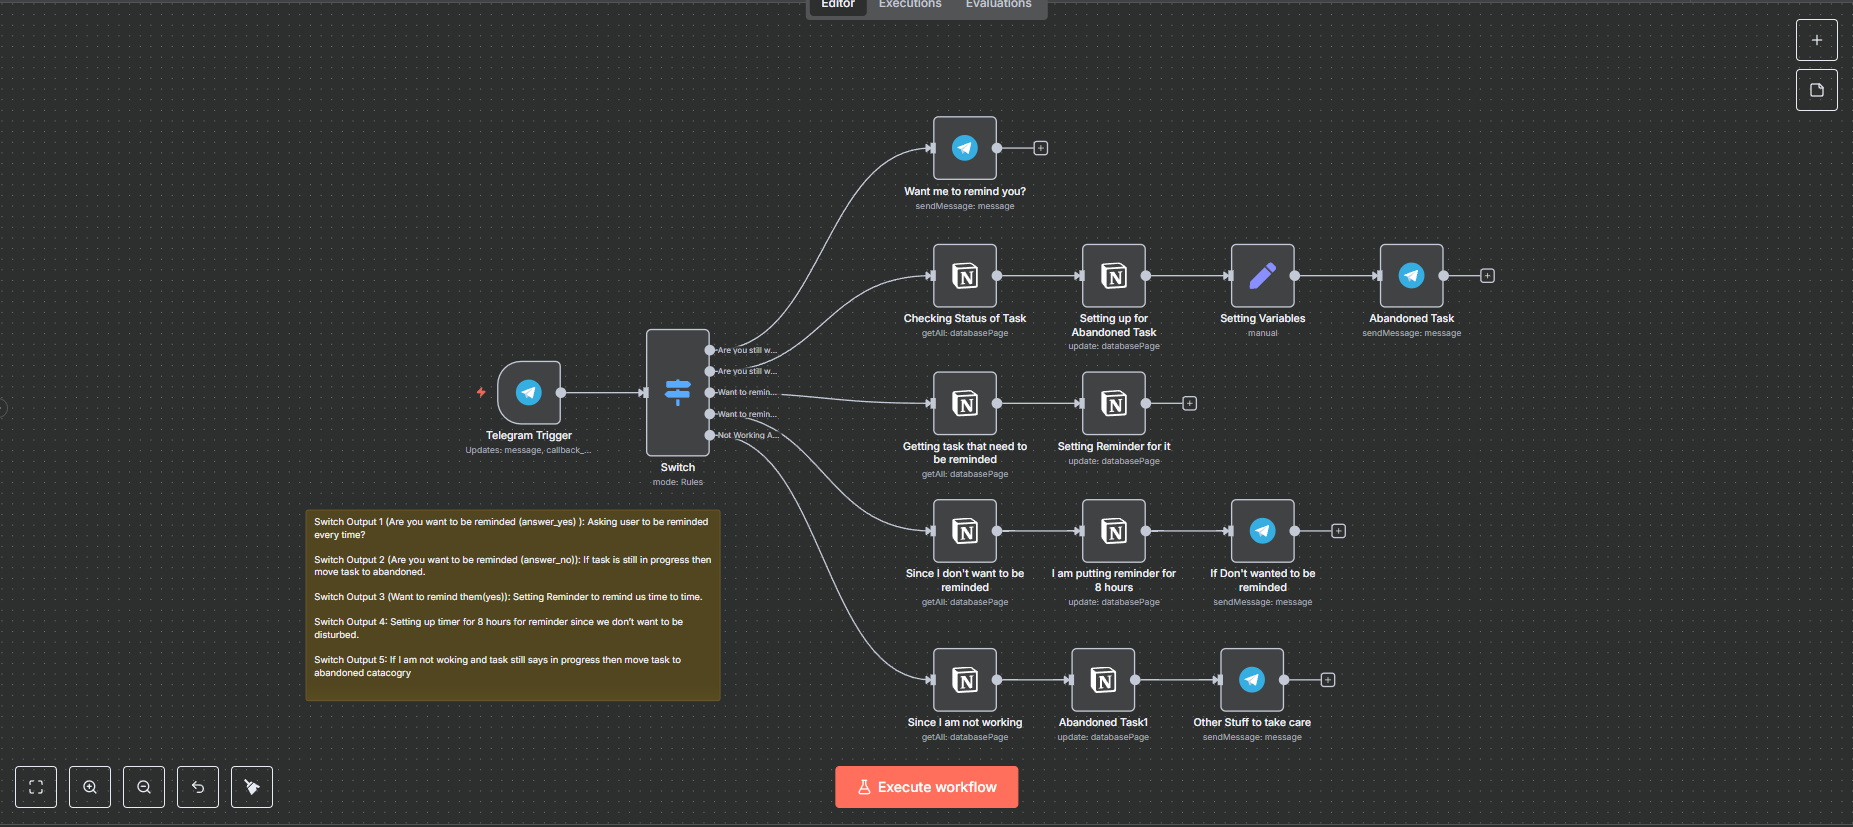 Editor Executions Evaluations
Want me to remind you?
sendMessage: message
Checking Status of Task
getAll: databasePage
Setting up for
Abandoned Task
update: databasePage
Setting Variables
manual
Abandoned Task
sendMessage: message
Telegram Trigger
Updates: message, callback_...
Switch
mode: Rules
Are you still w...
Are you still w...
Want to remin...
Want to remin...
Not Working A...
Getting task that need to
be reminded
getAll: databasePage
Setting Reminder for it
update: databasePage
Switch Output 1 (Are you want to be reminded (answer_yes) ): Asking user to be reminded
every time?
Switch Output 2 (Are you want to be reminded (answer_no)): If task is still in progress then
move task to abandoned.
Switch Output 3 (Want to remind them(yes)): Setting Reminder to remind us time to time.
Switch Output 4: Setting up timer for 8 hours for reminder since we don't want to be
disturbed.
Switch Output 5: If I am not woking and task still says in progress then move task to
abandoned catacogry
Since I don't want to be
reminded
getAll: databasePage
I am putting reminder for
8 hours
update: databasePage
If Don't wanted to be
reminded
sendMessage: message
Since I am not working
getAll: databasePage
Abandoned Task1
update: databasePage
Other Stuff to take care
sendMessage: message
Execute workflow